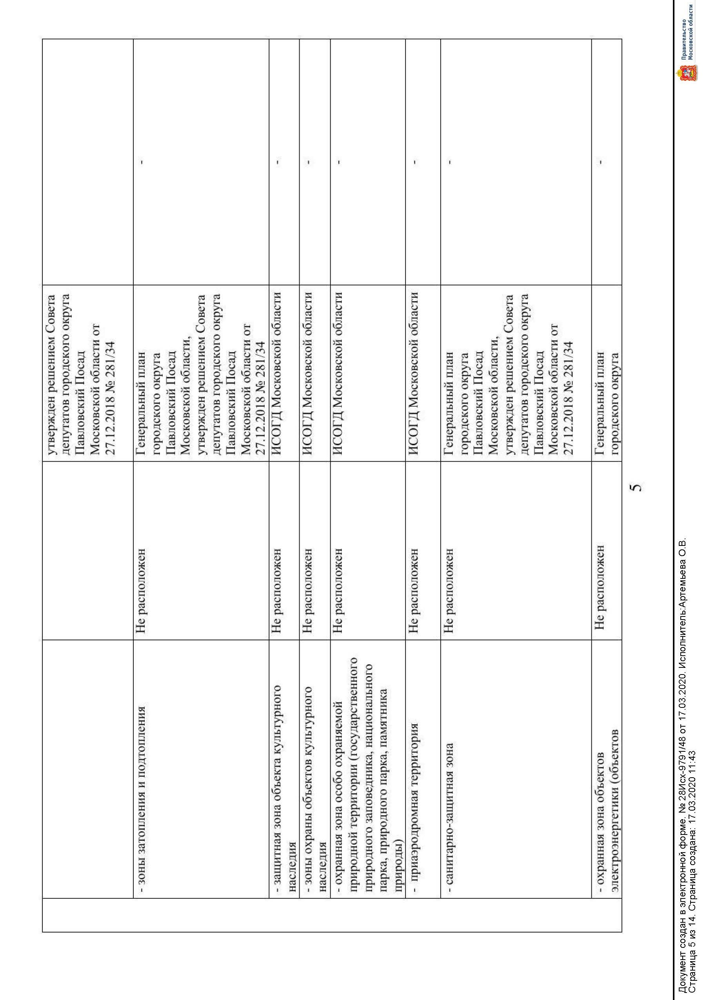 утвержден решением Совета
депутатов городского округа
Павловский Посад
Московской области от
27.12.2018 № 281/34
- зоны затопления и подтопления
Не расположен
Генеральный план
городского округа
Павловский Посад
Московской области,
утвержден решением Совета
депутатов городского округа
Павловский Посад
Московской области от
27.12.2018 № 281/34
-
- защитная зона объекта культурного
наследия
Не расположен
ИСОГД Московской области
-
- зоны охраны объектов культурного
наследия
Не расположен
ИСОГД Московской области
-
- охранная зона особо охраняемой
природной территории (государственного
природного заповедника, национального
парка, природного парка, памятника
природы)
Не расположен
ИСОГД Московской области
-
- приаэродромная территория
Не расположен
ИСОГД Московской области
-
- санитарно-защитная зона
Не расположен
Генеральный план
городского округа
Павловский Посад
Московской области,
утвержден решением Совета
депутатов городского округа
Павловский Посад
Московской области от
27.12.2018 № 281/34
-
- охранная зона объектов
электроэнергетики (объектов
Не расположен
Генеральный план
городского округа
-
5
Документ создан в электронной форме. № 28Исх-9791/48 от 17.03.2020. Исполнитель:Артемьева О.В.
Страница 5 из 14. Страница создана: 17.03.2020 11:43
Правительство
Московской области